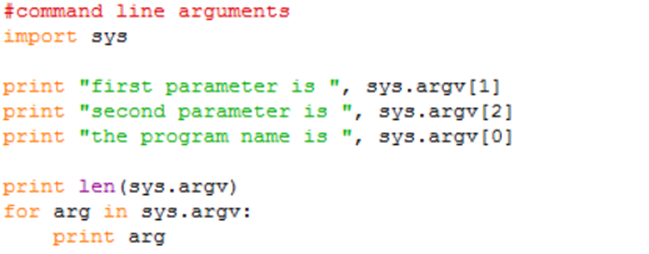 #command line arguments
import sys
print "first parameter is ", sys.argv[1]
print "second parameter is ", sys.argv[2]
print "the program name is ", sys.argv[0]
print len(sys.argv)
for arg in sys.argv:
    print arg